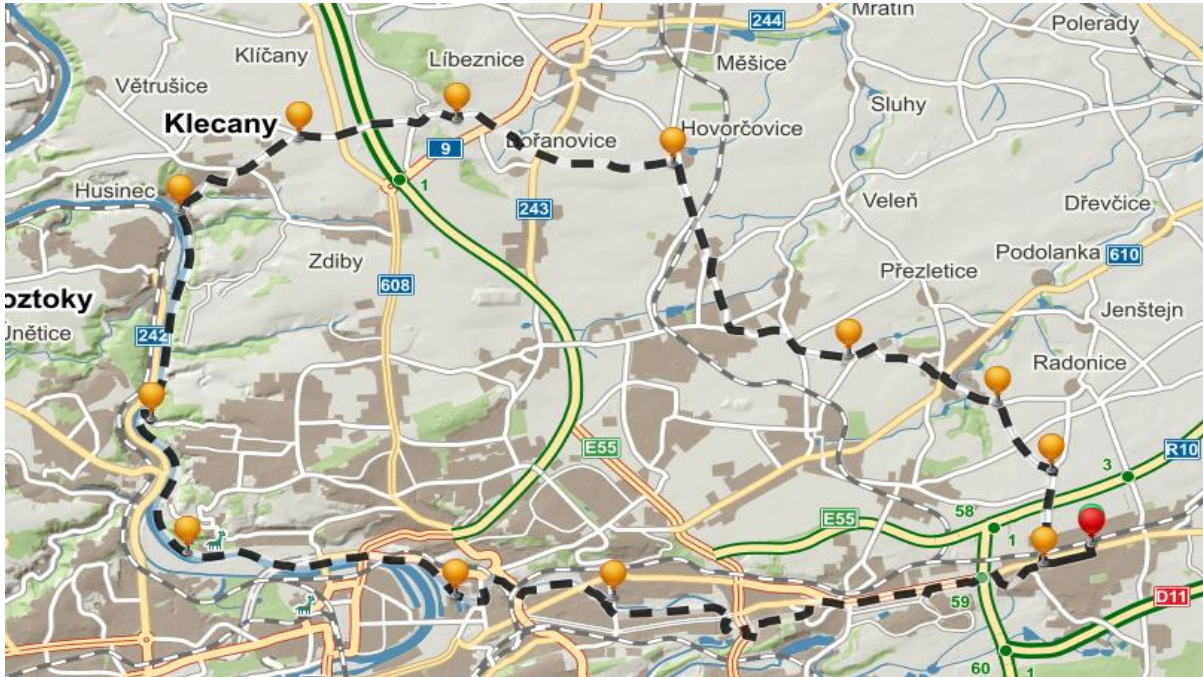 Mratín
244
Polerady
Klíčany
Líbeznice
Měšice
Větrušice
Sluhy
Klecany
Hovorčovice
Bořanovice
9
1
Husinec
Veleň
Dřevčice
243
Podolanka
610
Zdiby
Přezletice
608
oztoky
Únětice
242
Jenštejn
Radonice
E55
R10
3
58
E55
1
59
D11
60
1